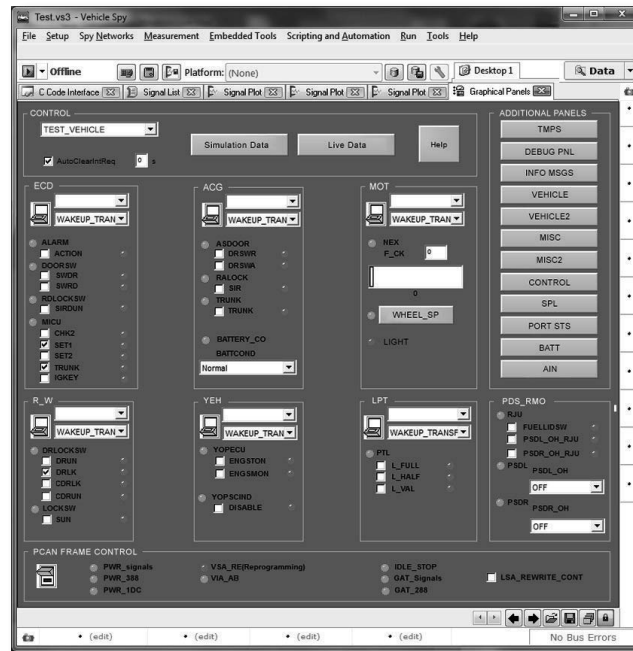 Test.vs3 - Vehicle Spy
File Setup Spy Networks Measurement Embedded Tools Scripting and Automation Run Tools Help
Offline Platform: (None) Desktop 1 Data
C Code Interface Signal List Signal Plot Signal Plot Signal Plot Graphical Panels
CONTROL
TEST_VEHICLE
AutoClearIntReq 0 s
Simulation Data Live Data Help
ADDITIONAL PANELS
TMPS
DEBUG PNL
INFO MSGS
VEHICLE
VEHICLE2
MISC
MISC2
CONTROL
SPL
PORT STS
BATT
AIN
ECD
WAKEUP_TRAN
ALARM
ACTION
DOORSW
SWDR
SWRD
RDLOCKSW
SIRDUN
MICU
CHK2
SET1
SET2
TRUNK
IGKEY
ACG
WAKEUP_TRAN
ASDOOR
DRSWR
DRSWA
RALOCK
SIR
TRUNK
TRUNK
BATTERY_CO
BATTCOND
Normal
MOT
WAKEUP_TRAN
NEX
F_CK 0
0
WHEEL_SP
LIGHT
R_W
WAKEUP_TRAN
DRLOCKSW
DRUN
DRLK
CDRLK
CDRUN
LOCKSW
SUN
YEH
WAKEUP_TRAN
YOPECU
ENGSTON
ENGSMON
YOPSCIND
DISABLE
LPT
WAKEUP_TRANSF
PTL
L_FULL
L_HALF
L_VAL
PDS_RMO
RJU
FUELLIDSW
PSDL_OH_RJU
PSDR_OH_RJU
PSDL
PSDL_OH
OFF
PSDR
PSDR_OH
OFF
PCAN FRAME CONTROL
PWR_signals
PWR_388
PWR_1DC
VSA_RE(Reprogramming)
VIA_AB
IDLE_STOP
GAT_Signals
GAT_288
LSA_REWRITE_CONT
(edit) (edit) (edit) (edit) No Bus Errors